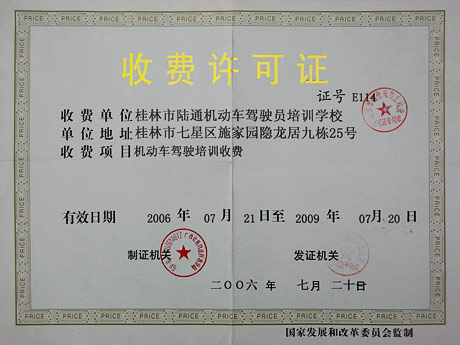 收费许可证
证号 E114
收费单位 桂林市陆通机动车驾驶员培训学校
单位地址 桂林市七星区施家园隐龙居九栋25号
收费项目 机动车驾驶培训收费
有效日期 2006 年 07 月 21 日至 2009 年 07 月 20 日
制证机关 发证机关
二〇〇六 年 七 月 二十 日
国家发展和改革委员会监制